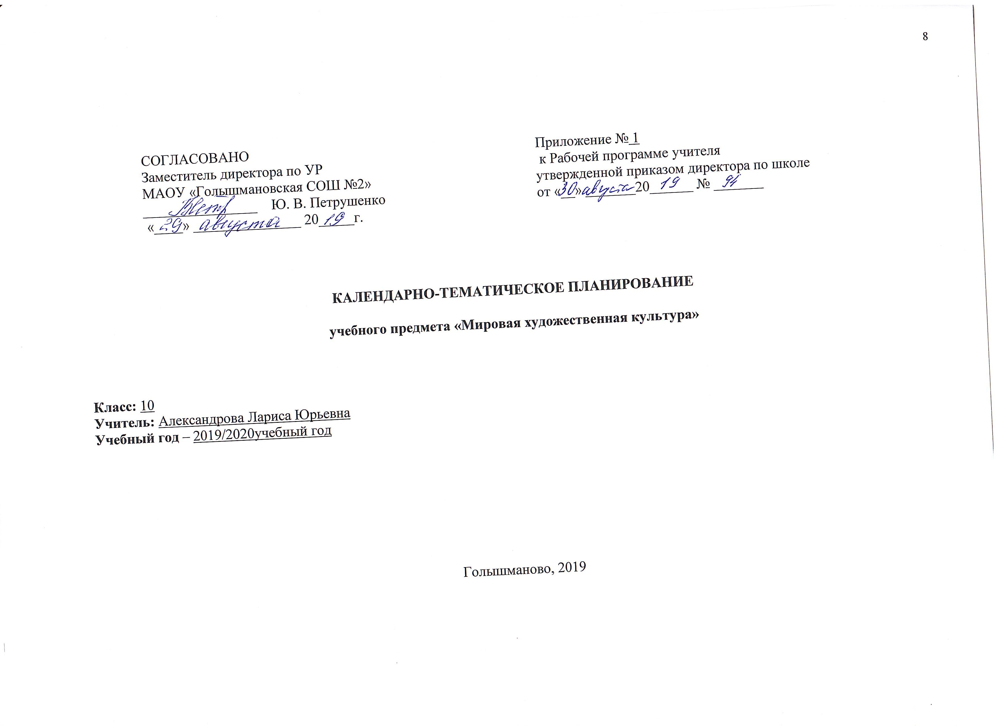 8
СОГЛАСОВАНО
Заместитель директора по УР
МАОУ «Голышмановская СОШ №2»
Ю. В. Петрушенко
«29» августа 2019г.
Приложение № 1
к Рабочей программе учителя
утвержденной приказом директора по школе
от «30» августа 2019 № 94
КАЛЕНДАРНО-ТЕМАТИЧЕСКОЕ ПЛАНИРОВАНИЕ
учебного предмета «Мировая художественная культура»
Класс: 10
Учитель: Александрова Лариса Юрьевна
Учебный год – 2019/2020учебный год
Голышманово, 2019